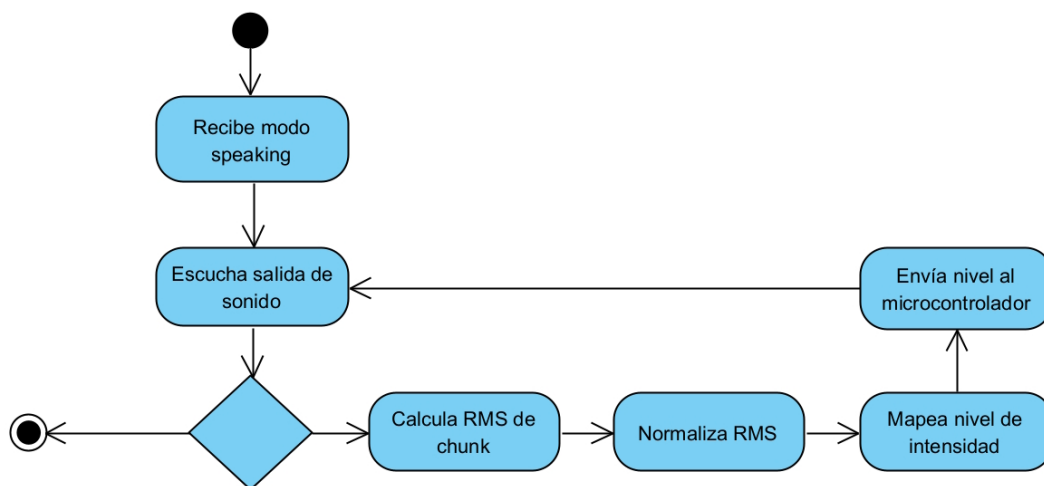 Recibe modo
speaking
Escucha salida de
sonido
Envía nivel al
microcontrolador
Calcula RMS de
chunk
Normaliza RMS
Mapea nivel de
intensidad